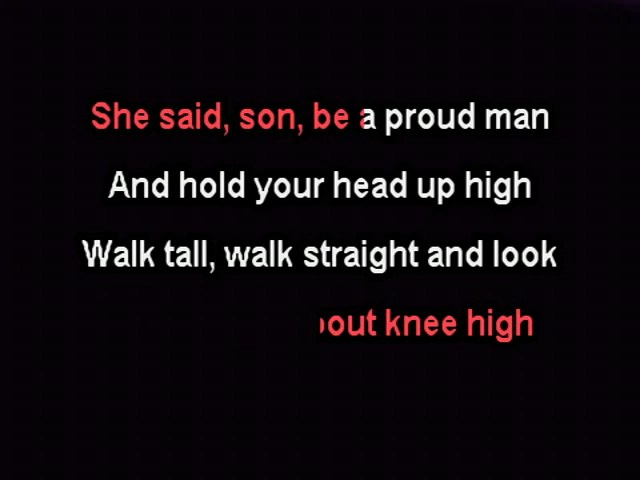 She said, son, be a proud man
And hold your head up high
Walk tall, walk straight and look
knee high